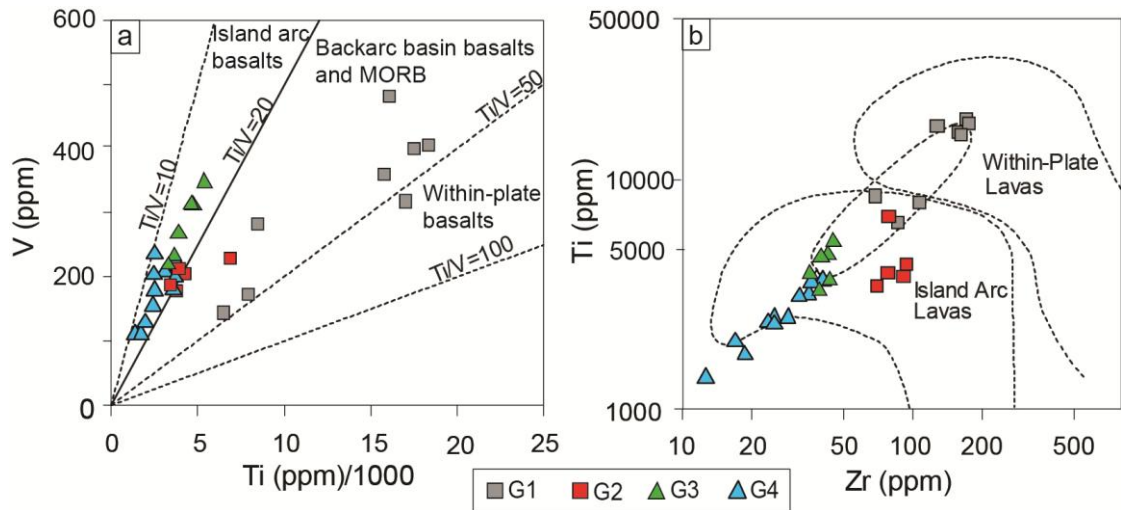 a
600
400
200
0
V (ppm)
0
5
10
15
20
25
Ti (ppm)/1000
Island arc
basalts
Backarc basin basalts
and MORB
Within-plate
basalts
Ti/V=10
Ti/V=20
Ti/V=50
Ti/V=100
b
50000
10000
5000
1000
Ti (ppm)
10
20
50
100
200
500
Zr (ppm)
Within-Plate
Lavas
Island Arc
Lavas
G1 G2 G3 G4